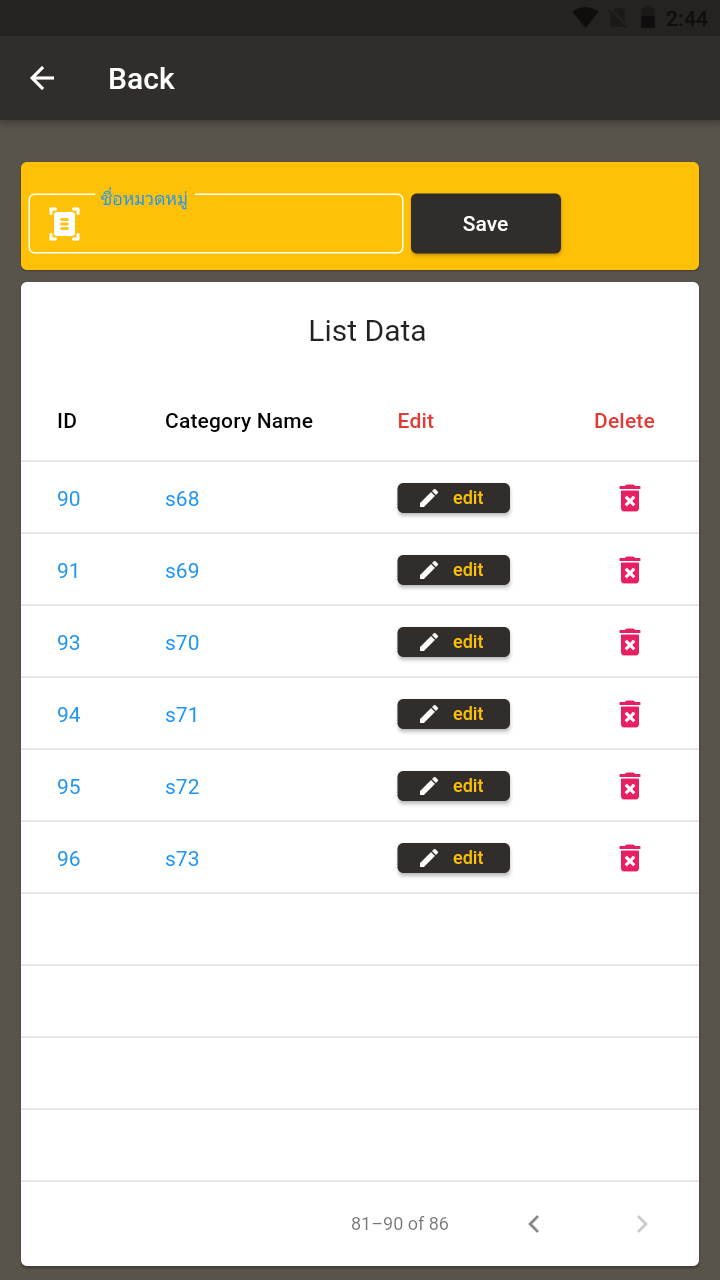 2:44
Back
ชื่อหมวดหมู่
Save
List Data
ID Category Name Edit Delete
90 s68 edit
91 s69 edit
93 s70 edit
94 s71 edit
95 s72 edit
96 s73 edit
81–90 of 86